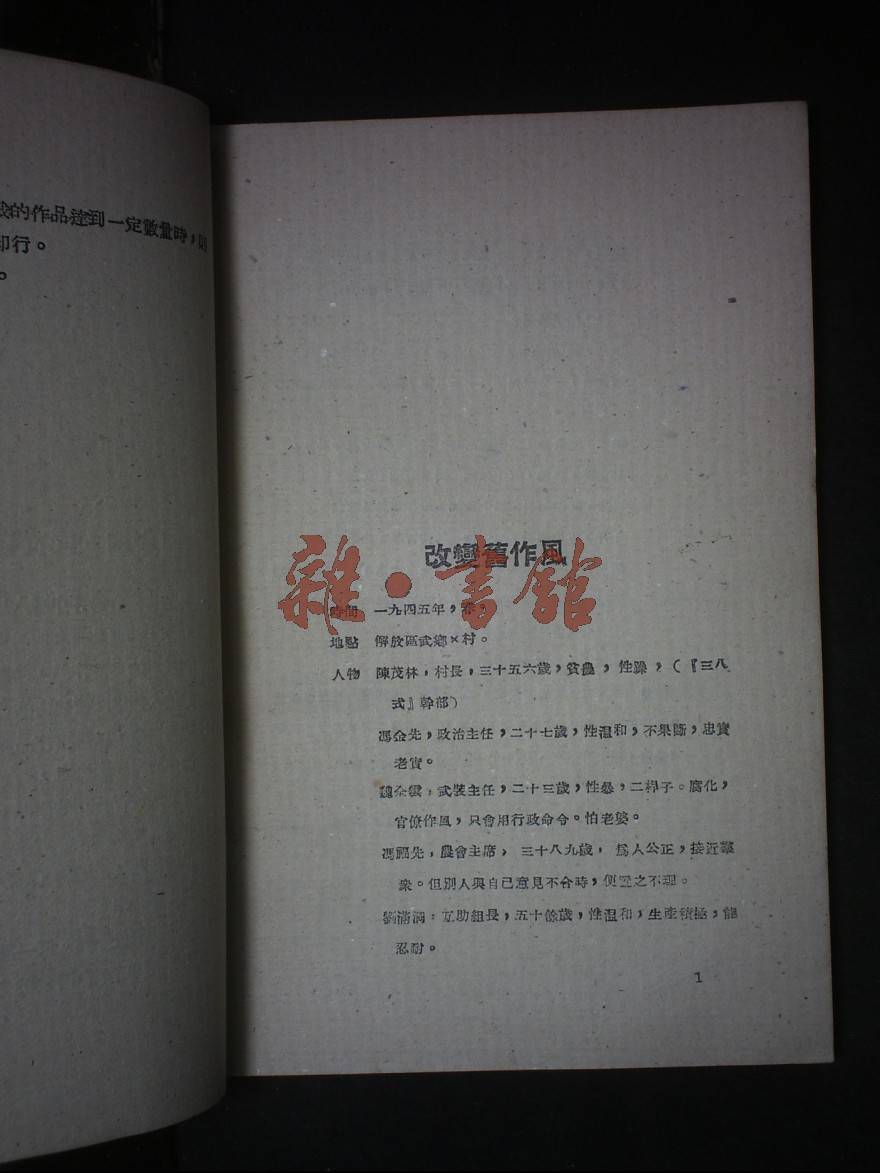 的作品達到一定數量時，則
印行。
。
改變舊作風
時間 一九四五年，春。
地點 解放區武鄉×村。
人物 陳茂林，村長，三十五六歲，貧農，性躁，（『三八
式』幹部）
馮金先，政治主任，二十七歲，性溫和，不果斷，忠實
老實。
魏金雲，武裝主任，二十三歲，性暴，二桿子。腐化，
官僚作風，只會用行政命令。怕老婆。
馮福先，農會主席，三十八九歲，爲人公正，接近羣
衆。但別人與自己意見不合時，便置之不理。
劉滿洞，互助組長，五十餘歲，性溫和，生產積極，能
忍耐。
1
雜·書館